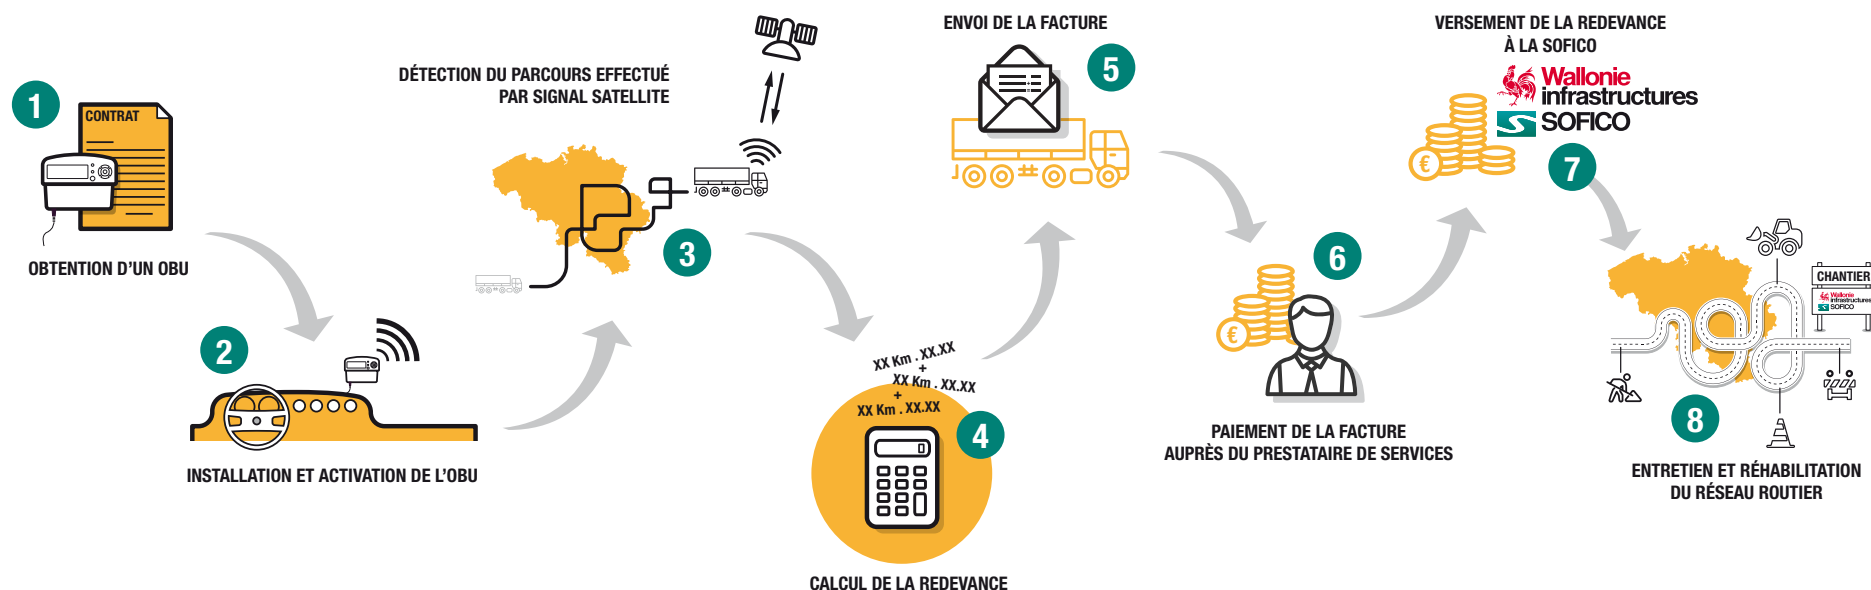 1
CONTRAT
OBTENTION D'UN OBU
2
INSTALLATION ET ACTIVATION DE L'OBU
DÉTECTION DU PARCOURS EFFECTUÉ
PAR SIGNAL SATELLITE
3
XX Km . XX.XX
+
XX Km . XX.XX
+
XX Km . XX.XX
4
CALCUL DE LA REDEVANCE
ENVOI DE LA FACTURE
5
6
€
PAIEMENT DE LA FACTURE
AUPRÈS DU PRESTATAIRE DE SERVICES
VERSEMENT DE LA REDEVANCE
À LA SOFICO
Wallonie
infrastructures
SOFICO
€
7
CHANTIER
Wallonie
infrastructures
SOFICO
8
ENTRETIEN ET RÉHABILITATION
DU RÉSEAU ROUTIER